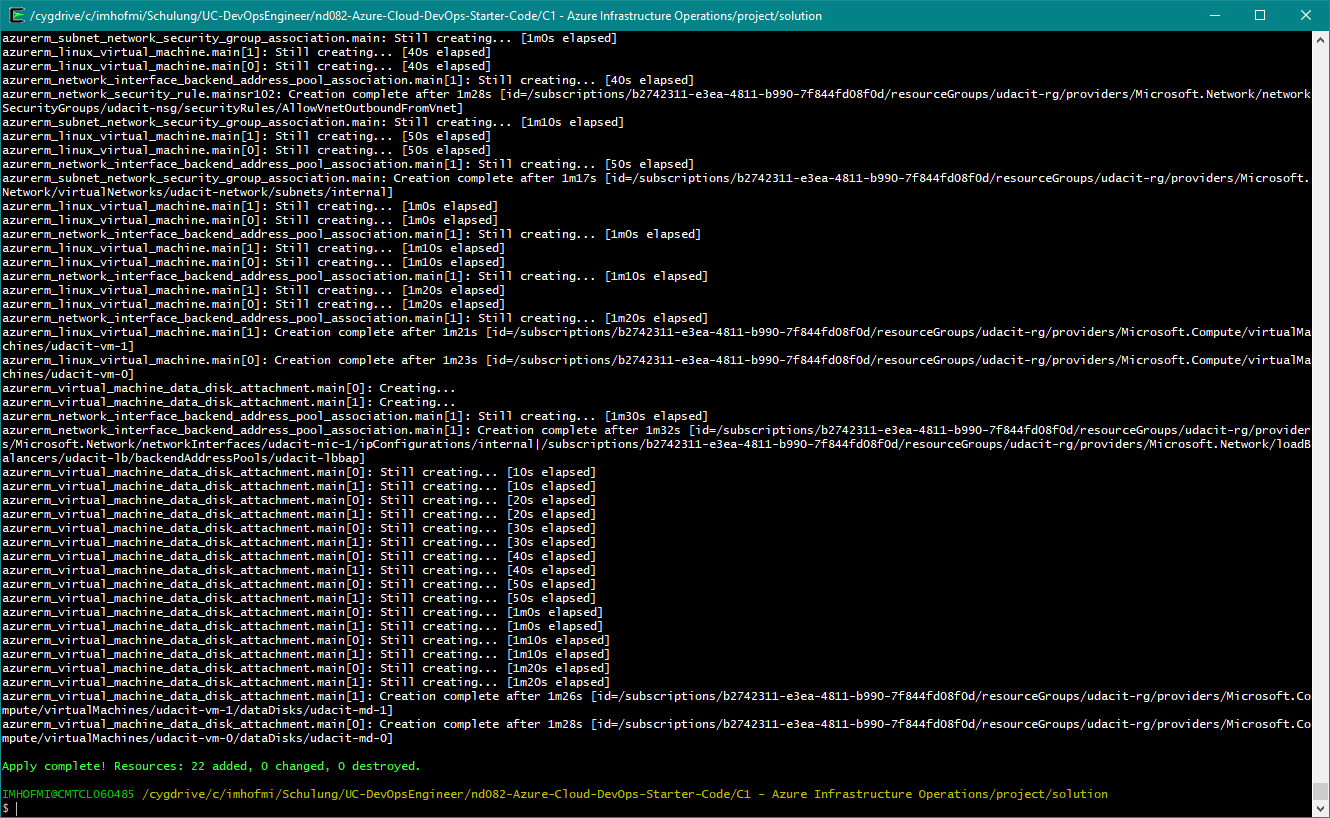 /cygdrive/c/imhofmi/Schulung/UC-DevOpsEngineer/nd082-Azure-Cloud-DevOps-Starter-Code/C1 - Azure Infrastructure Operations/project/solution
azurerm_subnet_network_security_group_association.main: Still creating... [1m0s elapsed]
azurerm_linux_virtual_machine.main[1]: Still creating... [40s elapsed]
azurerm_linux_virtual_machine.main[0]: Still creating... [40s elapsed]
azurerm_network_interface_backend_address_pool_association.main[1]: Still creating... [40s elapsed]
azurerm_network_security_rule.mainsr102: Creation complete after 1m28s [id=/subscriptions/b2742311-e3ea-4811-b990-7f844fd08f0d/resourceGroups/udacit-rg/providers/Microsoft.Network/network
SecurityGroups/udacit-nsg/securityRules/AllowVnetOutboundFromVnet]
azurerm_subnet_network_security_group_association.main: Still creating... [1m10s elapsed]
azurerm_linux_virtual_machine.main[1]: Still creating... [50s elapsed]
azurerm_linux_virtual_machine.main[0]: Still creating... [50s elapsed]
azurerm_network_interface_backend_address_pool_association.main[1]: Still creating... [50s elapsed]
azurerm_subnet_network_security_group_association.main: Creation complete after 1m17s [id=/subscriptions/b2742311-e3ea-4811-b990-7f844fd08f0d/resourceGroups/udacit-rg/providers/Microsoft.
Network/virtualNetworks/udacit-network/subnets/internal]
azurerm_linux_virtual_machine.main[1]: Still creating... [1m0s elapsed]
azurerm_linux_virtual_machine.main[0]: Still creating... [1m0s elapsed]
azurerm_network_interface_backend_address_pool_association.main[1]: Still creating... [1m0s elapsed]
azurerm_linux_virtual_machine.main[1]: Still creating... [1m10s elapsed]
azurerm_linux_virtual_machine.main[0]: Still creating... [1m10s elapsed]
azurerm_network_interface_backend_address_pool_association.main[1]: Still creating... [1m10s elapsed]
azurerm_linux_virtual_machine.main[1]: Still creating... [1m20s elapsed]
azurerm_linux_virtual_machine.main[0]: Still creating... [1m20s elapsed]
azurerm_network_interface_backend_address_pool_association.main[1]: Still creating... [1m20s elapsed]
azurerm_linux_virtual_machine.main[1]: Creation complete after 1m21s [id=/subscriptions/b2742311-e3ea-4811-b990-7f844fd08f0d/resourceGroups/udacit-rg/providers/Microsoft.Compute/virtualMa
chines/udacit-vm-1]
azurerm_linux_virtual_machine.main[0]: Creation complete after 1m23s [id=/subscriptions/b2742311-e3ea-4811-b990-7f844fd08f0d/resourceGroups/udacit-rg/providers/Microsoft.Compute/virtualMa
chines/udacit-vm-0]
azurerm_virtual_machine_data_disk_attachment.main[0]: Creating...
azurerm_virtual_machine_data_disk_attachment.main[1]: Creating...
azurerm_network_interface_backend_address_pool_association.main[1]: Still creating... [1m30s elapsed]
azurerm_network_interface_backend_address_pool_association.main[1]: Creation complete after 1m32s [id=/subscriptions/b2742311-e3ea-4811-b990-7f844fd08f0d/resourceGroups/udacit-rg/provider
s/Microsoft.Network/networkInterfaces/udacit-nic-1/ipConfigurations/internal|/subscriptions/b2742311-e3ea-4811-b990-7f844fd08f0d/resourceGroups/udacit-rg/providers/Microsoft.Network/loadB
alancers/udacit-lb/backendAddressPools/udacit-lbbap]
azurerm_virtual_machine_data_disk_attachment.main[0]: Still creating... [10s elapsed]
azurerm_virtual_machine_data_disk_attachment.main[1]: Still creating... [10s elapsed]
azurerm_virtual_machine_data_disk_attachment.main[0]: Still creating... [20s elapsed]
azurerm_virtual_machine_data_disk_attachment.main[1]: Still creating... [20s elapsed]
azurerm_virtual_machine_data_disk_attachment.main[0]: Still creating... [30s elapsed]
azurerm_virtual_machine_data_disk_attachment.main[1]: Still creating... [30s elapsed]
azurerm_virtual_machine_data_disk_attachment.main[0]: Still creating... [40s elapsed]
azurerm_virtual_machine_data_disk_attachment.main[1]: Still creating... [40s elapsed]
azurerm_virtual_machine_data_disk_attachment.main[0]: Still creating... [50s elapsed]
azurerm_virtual_machine_data_disk_attachment.main[1]: Still creating... [50s elapsed]
azurerm_virtual_machine_data_disk_attachment.main[0]: Still creating... [1m0s elapsed]
azurerm_virtual_machine_data_disk_attachment.main[1]: Still creating... [1m0s elapsed]
azurerm_virtual_machine_data_disk_attachment.main[0]: Still creating... [1m10s elapsed]
azurerm_virtual_machine_data_disk_attachment.main[1]: Still creating... [1m10s elapsed]
azurerm_virtual_machine_data_disk_attachment.main[0]: Still creating... [1m20s elapsed]
azurerm_virtual_machine_data_disk_attachment.main[1]: Still creating... [1m20s elapsed]
azurerm_virtual_machine_data_disk_attachment.main[1]: Creation complete after 1m26s [id=/subscriptions/b2742311-e3ea-4811-b990-7f844fd08f0d/resourceGroups/udacit-rg/providers/Microsoft.Co
mpute/virtualMachines/udacit-vm-1/dataDisks/udacit-md-1]
azurerm_virtual_machine_data_disk_attachment.main[0]: Creation complete after 1m28s [id=/subscriptions/b2742311-e3ea-4811-b990-7f844fd08f0d/resourceGroups/udacit-rg/providers/Microsoft.Co
mpute/virtualMachines/udacit-vm-0/dataDisks/udacit-md-0]
Apply complete! Resources: 22 added, 0 changed, 0 destroyed.
IMHOFMI@CMTCL060485 /cygdrive/c/imhofmi/Schulung/UC-DevOpsEngineer/nd082-Azure-Cloud-DevOps-Starter-Code/C1 - Azure Infrastructure Operations/project/solution
$